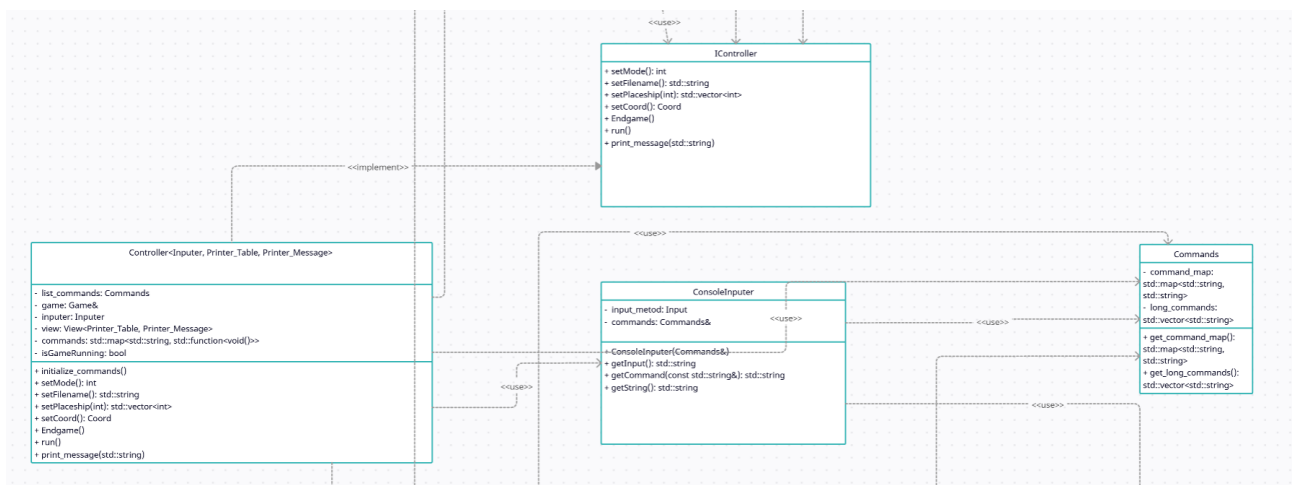 <<use>>
IController
+ setMode(): int
+ setFilename(): std::string
+ setPlaceship(int): std::vector<int>
+ setCoord(): Coord
+ Endgame()
+ run()
+ print_message(std::string)
<<implement>>
<<use>>
Controller<Inputer, Printer_Table, Printer_Message>
- list_commands: Commands
- game: Game&
- inputer: Inputer
- view: View<Printer_Table, Printer_Message>
- commands: std::map<std::string, std::function<void()>>
- isGameRunning: bool
+ initialize_commands()
+ setMode(): int
+ setFilename(): std::string
+ setPlaceship(int): std::vector<int>
+ setCoord(): Coord
+ Endgame()
+ run()
+ print_message(std::string)
<<use>>
ConsoleInputer
- input_metod: Input
- commands: Commands&
<<use>>
+ ConsoleInputer(Commands&)
+ getInput(): std::string
+ getCommand(const std::string&): std::string
+ getString(): std::string
<<use>>
<<use>>
Commands
- command_map:
std::map<std::string,
std::string>
- long_commands:
std::vector<std::string>
+ get_command_map():
std::map<std::string,
std::string>
+ get_long_commands():
std::vector<std::string>